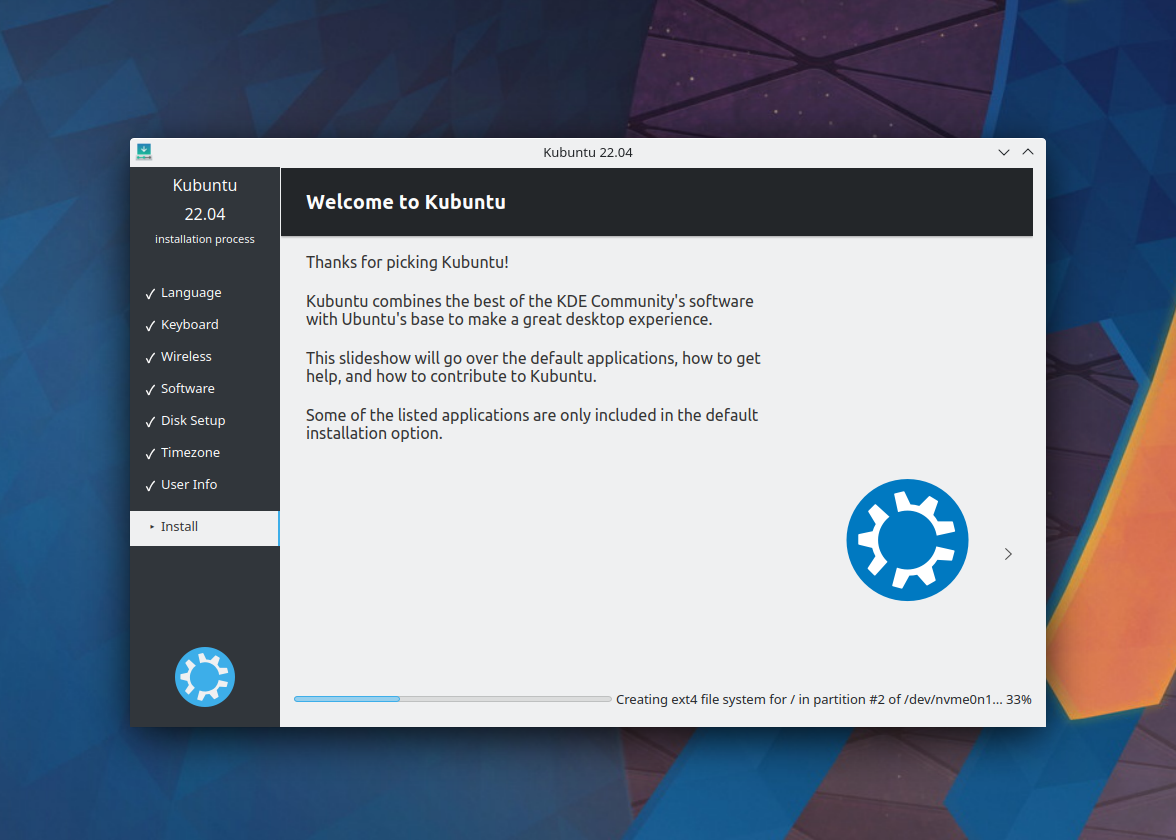 Kubuntu 22.04
Kubuntu
22.04
installation process
Language
Keyboard
Wireless
Software
Disk Setup
Timezone
User Info
Install
Welcome to Kubuntu
Thanks for picking Kubuntu!
Kubuntu combines the best of the KDE Community's software
with Ubuntu's base to make a great desktop experience.
This slideshow will go over the default applications, how to get
help, and how to contribute to Kubuntu.
Some of the listed applications are only included in the default
installation option.
Creating ext4 file system for / in partition #2 of /dev/nvme0n1... 33%